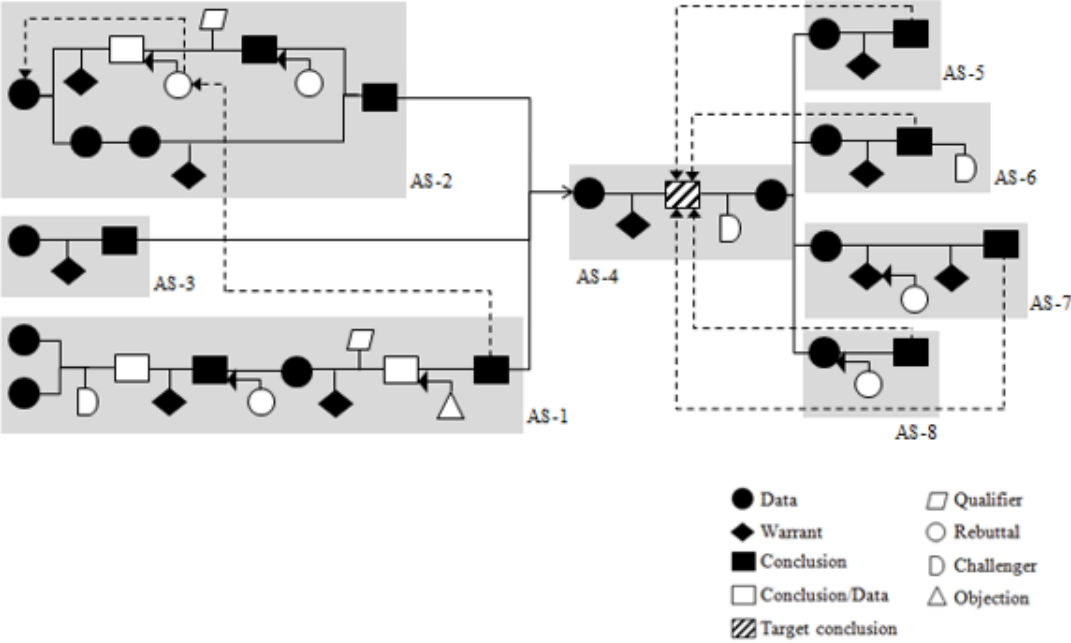 AS-5
AS-2
AS-6
AS-4
AS-3
AS-7
AS-1
AS-8
Data
Qualifier
Warrant
Rebuttal
Conclusion
Challenger
Conclusion/Data
Objection
Target conclusion